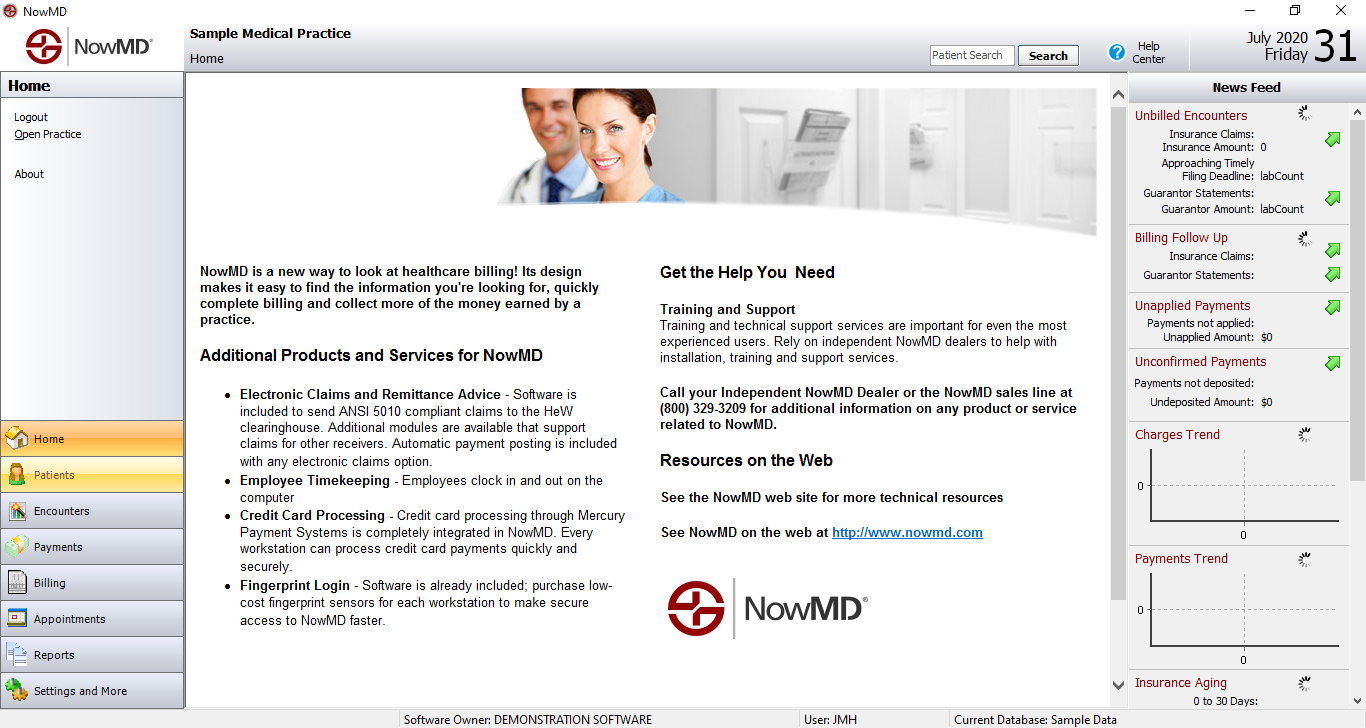 NowMD
NowMD®
Sample Medical Practice
Home
Patient Search
Search
Help
Center
July 2020
Friday
31
Home
Logout
Open Practice
About
Home
Patients
Encounters
Payments
Billing
Appointments
Reports
Settings and More
NowMD is a new way to look at healthcare billing! Its design
makes it easy to find the information you're looking for, quickly
complete billing and collect more of the money earned by a
practice.
Additional Products and Services for NowMD
• Electronic Claims and Remittance Advice - Software is
included to send ANSI 5010 compliant claims to the HeW
clearinghouse. Additional modules are available that support
claims for other receivers. Automatic payment posting is included
with any electronic claims option.
• Employee Timekeeping - Employees clock in and out on the
computer
• Credit Card Processing - Credit card processing through Mercury
Payment Systems is completely integrated in NowMD. Every
workstation can process credit card payments quickly and
securely.
• Fingerprint Login - Software is already included; purchase low-
cost fingerprint sensors for each workstation to make secure
access to NowMD faster.
Get the Help You Need
Training and Support
Training and technical support services are important for even the most
experienced users. Rely on independent NowMD dealers to help with
installation, training and support services.
Call your Independent NowMD Dealer or the NowMD sales line at
(800) 329-3209 for additional information on any product or service
related to NowMD.
Resources on the Web
See the NowMD web site for more technical resources
See NowMD on the web at http://www.nowmd.com
NowMD®
News Feed
Unbilled Encounters
Insurance Claims:
Insurance Amount: 0
Approaching Timely
Filing Deadline: labCount
Guarantor Statements:
Guarantor Amount: labCount
Billing Follow Up
Insurance Claims:
Guarantor Statements:
Unapplied Payments
Payments not applied:
Unapplied Amount: $0
Unconfirmed Payments
Payments not deposited:
Undeposited Amount: $0
Charges Trend
0
0
Payments Trend
0
0
Insurance Aging
0 to 30 Days:
Software Owner: DEMONSTRATION SOFTWARE
User: JMH
Current Database: Sample Data